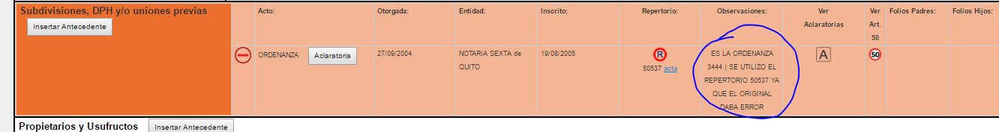 Subdivisiones, DPH y/o uniones previas
Insertar Antecedente
Acto: Otorgada: Entidad: Inscrito: Repertorio: Observaciones: Ver Ver Folios Padres: Folios Hijos:
Aclaratorias Art.
50
ORDENANZA Aclaratoria 27/09/2004 NOTARIA SEXTA de 19/08/2005 R ES LA ORDENANZA A 50
QUITO 50537 acta 3444 ( SE UTILIZO EL
REPERTORIO 50537 YA
QUE EL ORIGINAL
DABA ERROR
Propietarios y Usufructos Insertar Antecedente